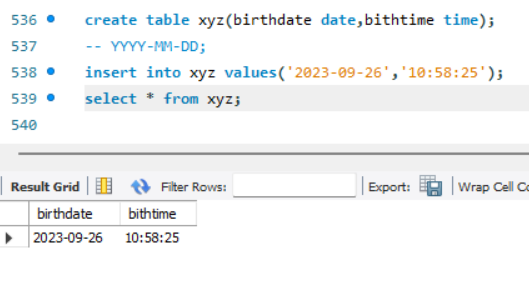 536 create table xyz(birthdate date,bithtime time);
537 -- YYYY-MM-DD;
538 insert into xyz values('2023-09-26','10:58:25');
539 select * from xyz;
540
Result Grid Filter Rows: Export: Wrap Cell Co
birthdate bithtime
2023-09-26 10:58:25